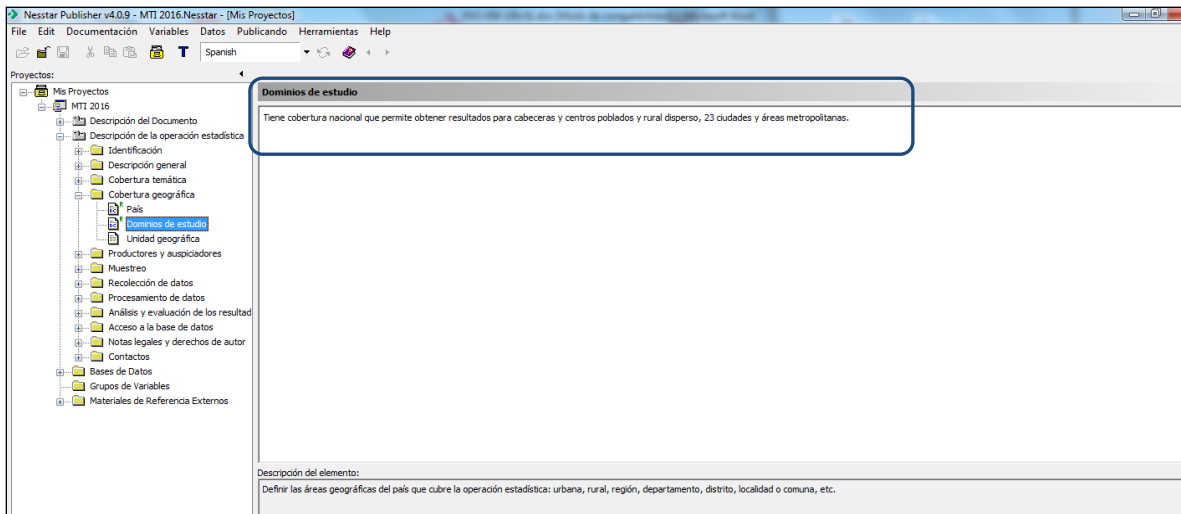 Nesstar Publisher v4.0.9 - MTI 2016.Nesstar - [Mis Proyectos]
File Edit Documentación Variables Datos Publicando Herramientas Help
T Spanish
Proyectos:
Mis Proyectos
MTI 2016
Descripción del Documento
Descripción de la operación estadística
Identificación
Descripción general
Cobertura temática
Cobertura geográfica
País
Dominios de estudio
Unidad geográfica
Productores y auspiciadores
Muestreo
Recolección de datos
Procesamiento de datos
Análisis y evaluación de los resultad
Acceso a la base de datos
Notas legales y derechos de autor
Contactos
Bases de Datos
Grupos de Variables
Materiales de Referencia Externos
Dominios de estudio
Tiene cobertura nacional que permite obtener resultados para cabeceras y centros poblados y rural disperso, 23 ciudades y áreas metropolitanas.
Descripción del elemento:
Definir las áreas geográficas del país que cubre la operación estadística: urbana, rural, región, departamento, distrito, localidad o comuna, etc.